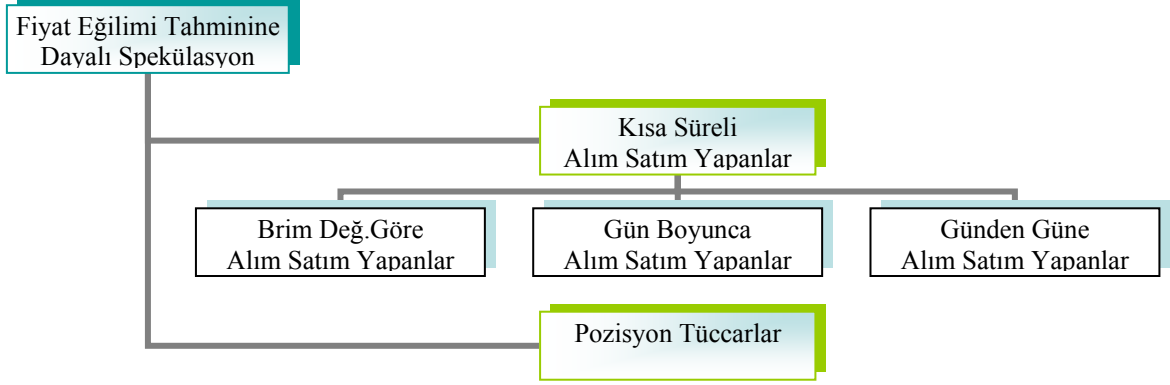 Fiyat Eğilimi Tahminine
Dayalı Spekülasyon
Kısa Süreli
Alım Satım Yapanlar
Brim Değ.Göre
Alım Satım Yapanlar
Gün Boyunca
Alım Satım Yapanlar
Günden Güne
Alım Satım Yapanlar
Pozisyon Tüccarlar